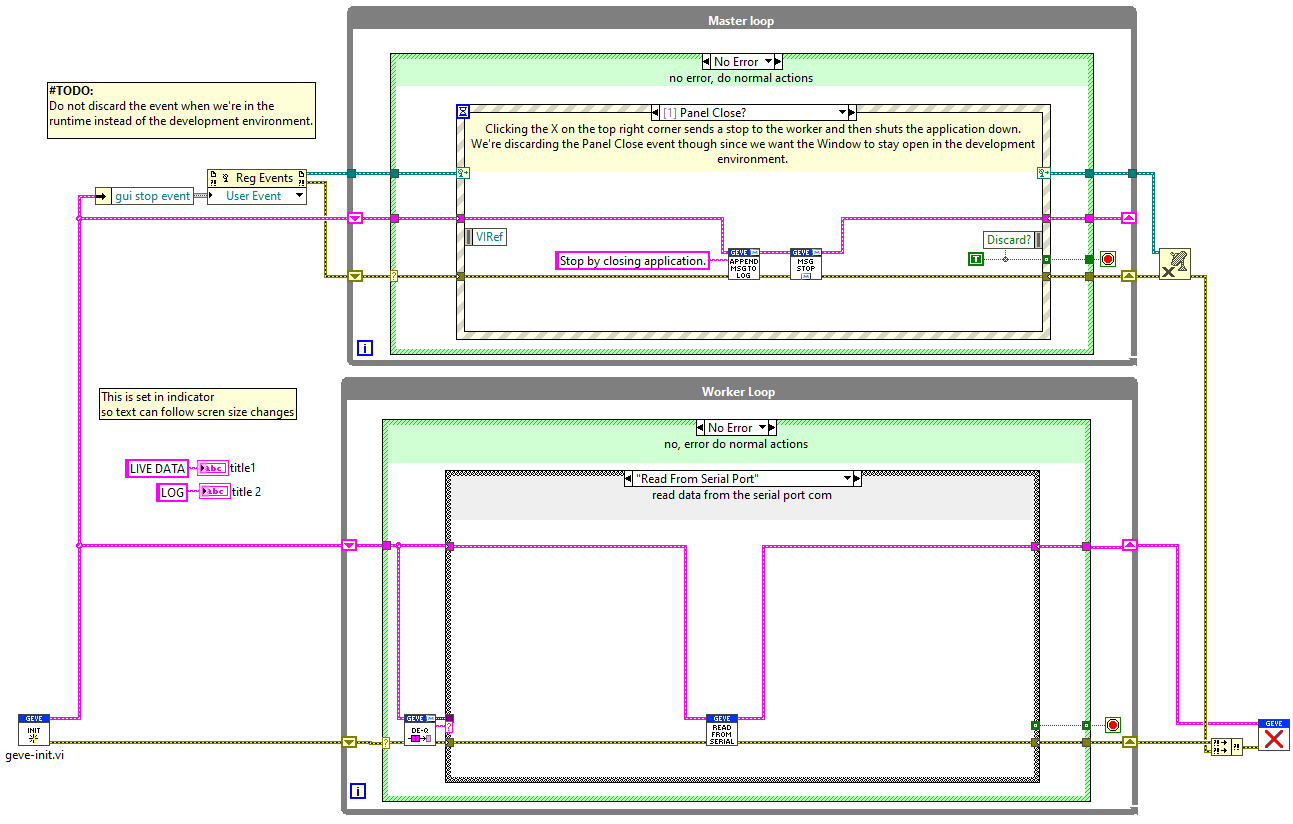 Master loop
No Error
no error, do normal actions
#TODO:
Do not discard the event when we're in the
runtime instead of the development environment.
[1] Panel Close?
Clicking the X on the top right corner sends a stop to the worker and then shuts the application down.
We're discarding the Panel Close event though since we want the Window to stay open in the development
environment.
Reg Events
gui stop event
User Event
VIRef
Discard?
Stop by closing application.
GEVE
APPEND
MSG TO
LOG
GEVE
MSG
STOP
T
i
Worker Loop
This is set in indicator
so text can follow scren size changes
No Error
no, error do normal actions
LIVE DATA
abc
title1
LOG
abc
title 2
"Read From Serial Port"
read data from the serial port com
GEVE
INIT
geve-init.vi
GEVE
DE-Q
GEVE
READ
FROM
SERIAL
GEVE
i